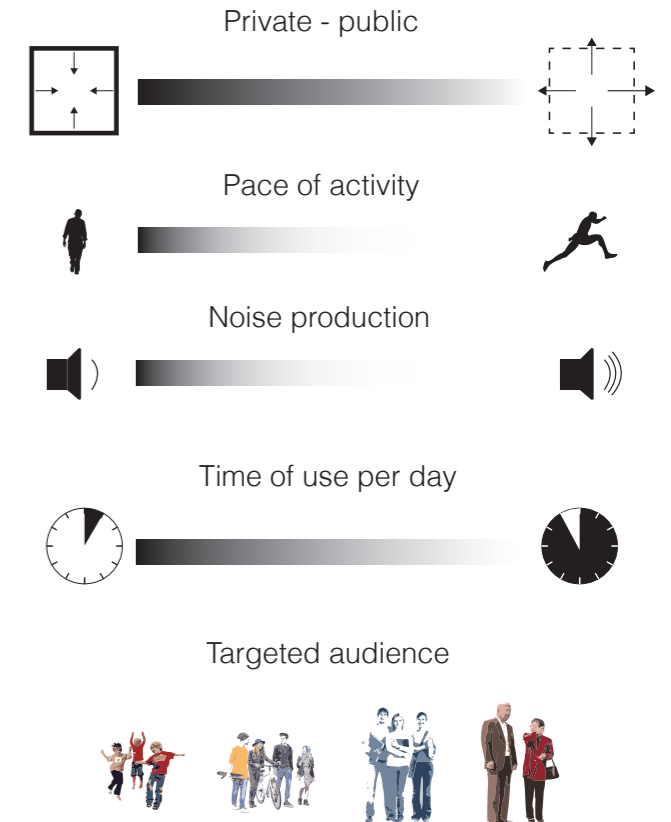 Private - public
Pace of activity
Noise production
Time of use per day
Targeted audience